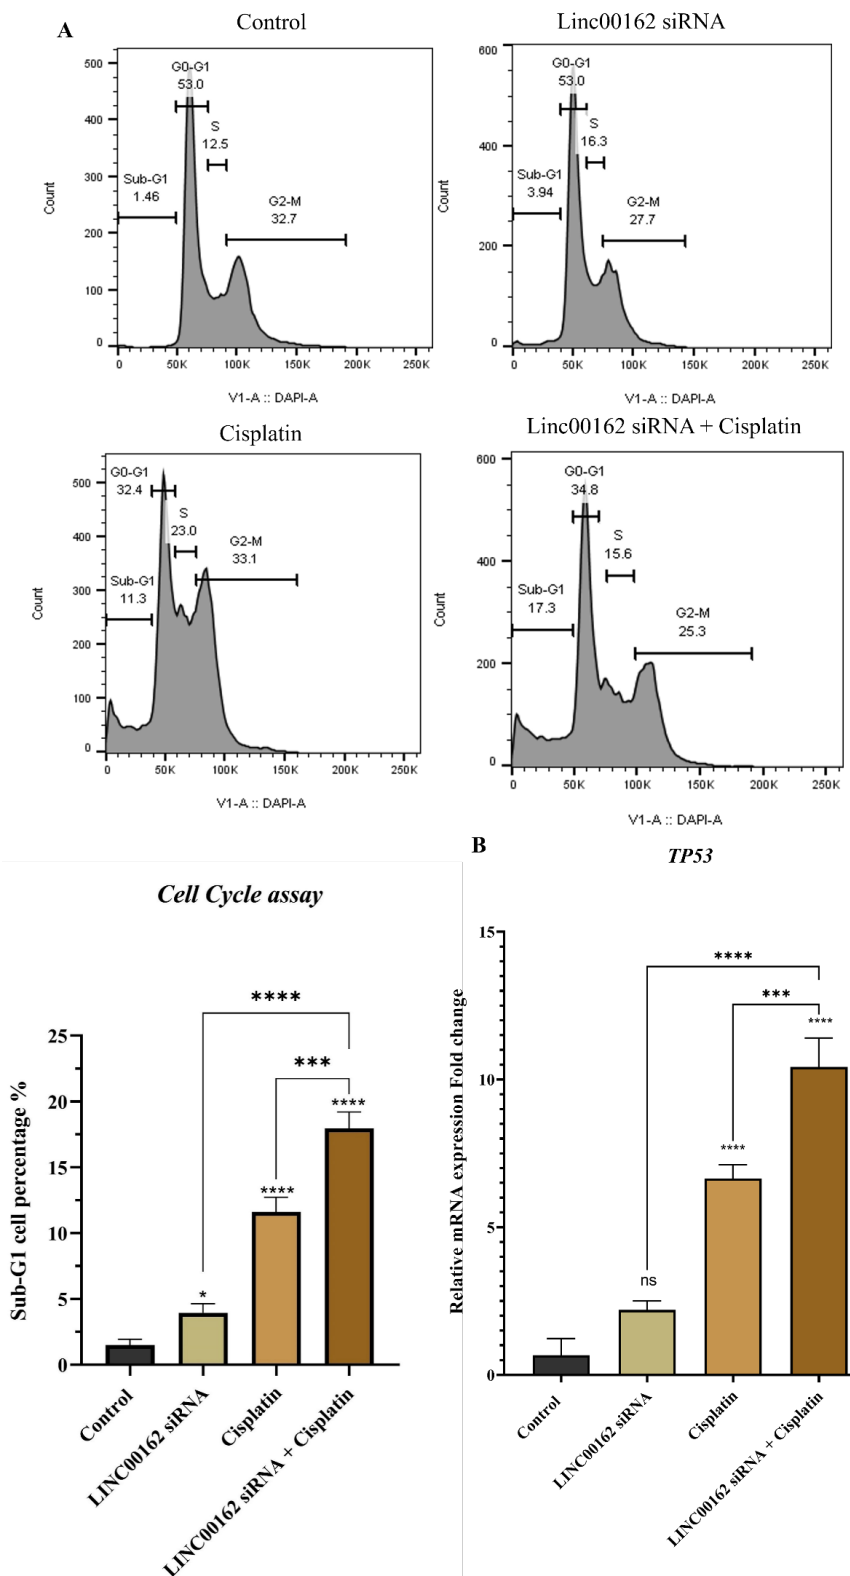 A
Control
500
400
300
200
100
0
Count
G0-G1
53.0
S
12.5
Sub-G1
1.46
G2-M
32.7
0
50K
100K
150K
200K
250K
V1-A :: DAPI-A
Linc00162 siRNA
600
400
200
0
Count
G0-G1
53.0
S
16.3
Sub-G1
3.94
G2-M
27.7
0
50K
100K
150K
200K
250K
V1-A :: DAPI-A
Cisplatin
500
400
300
200
100
0
Count
G0-G1
32.4
S
23.0
G2-M
33.1
Sub-G1
11.3
0
50K
100K
150K
200K
250K
V1-A :: DAPI-A
Linc00162 siRNA + Cisplatin
600
400
200
0
Count
G0-G1
34.8
S
15.6
Sub-G1
17.3
G2-M
25.3
0
50K
100K
150K
200K
250K
V1-A :: DAPI-A
Cell Cycle assay
Sub-G1 cell percentage %
25
20
15
10
5
0
****
***
****
****
*
Control
LINC00162 siRNA
Cisplatin
LINC00162 siRNA + Cisplatin
B
TP53
Relative mRNA expression Fold change
15
10
5
0
****
***
****
****
ns
Control
LINC00162 siRNA
Cisplatin
LINC00162 siRNA + Cisplatin